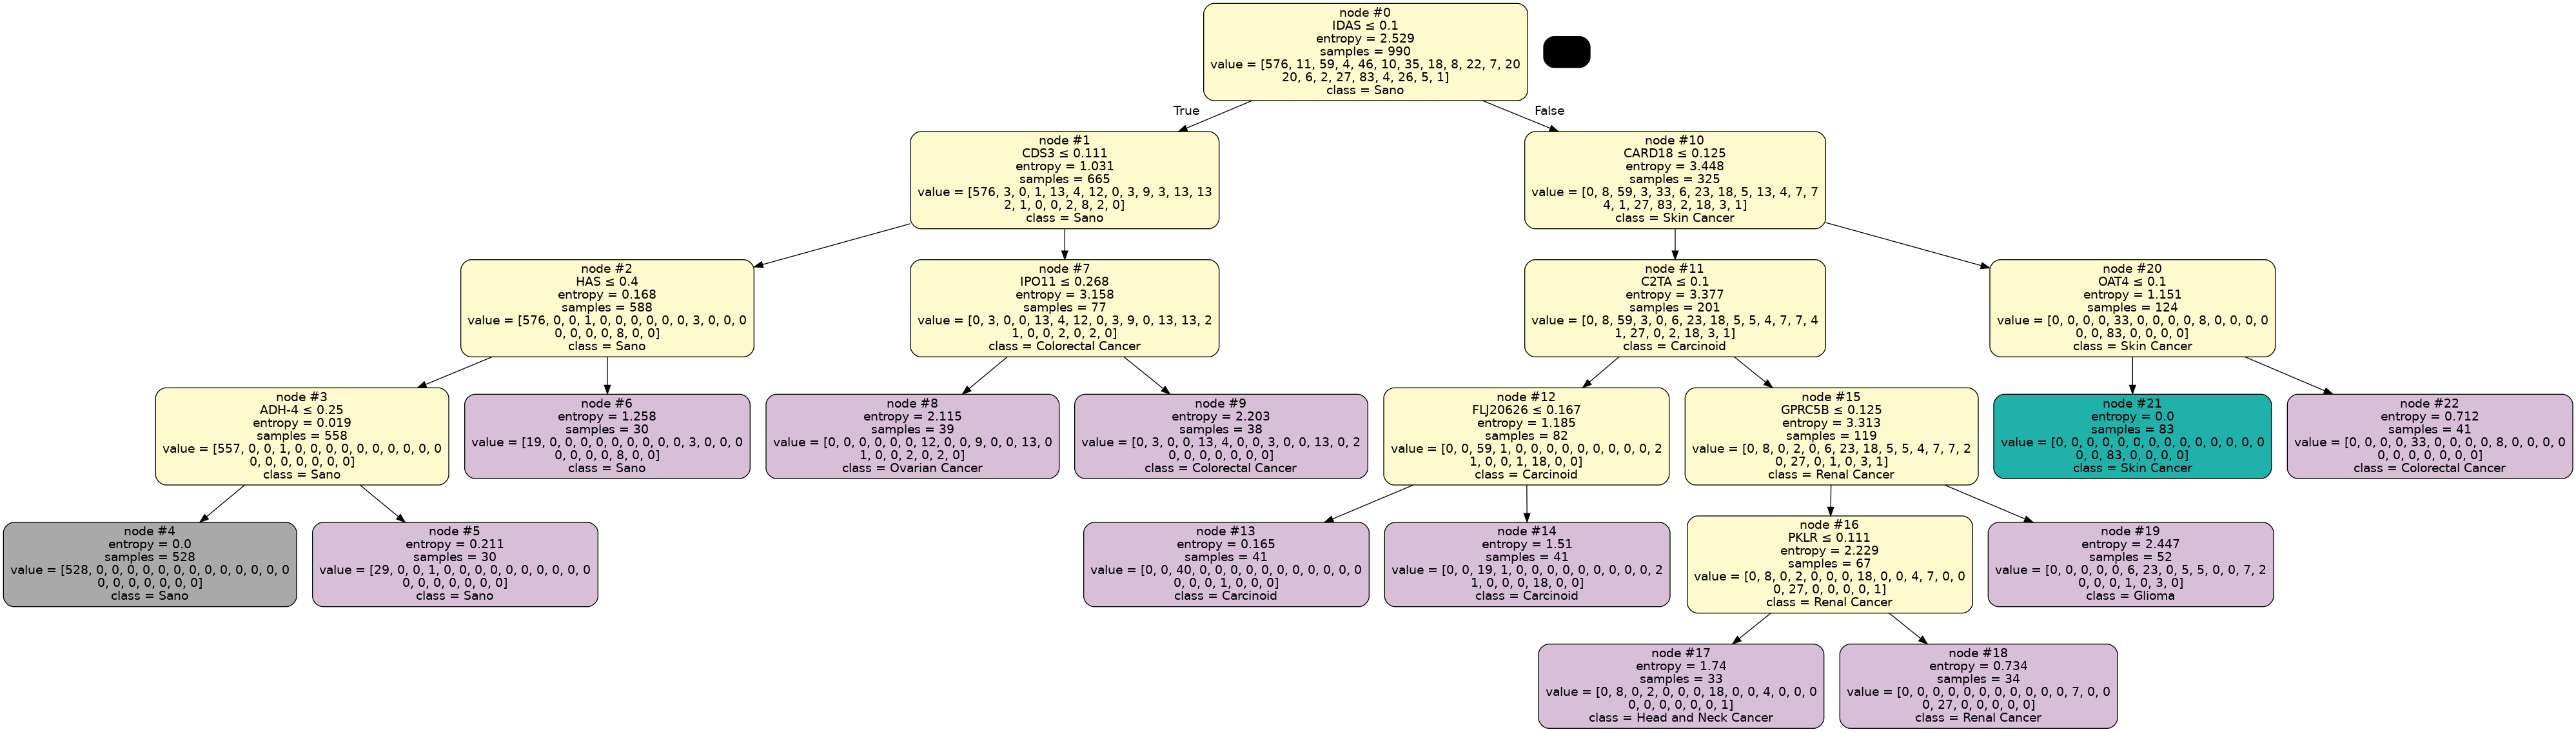 node #0
IDAS ≤ 0.1
entropy = 2.529
samples = 990
value = [576, 11, 59, 4, 46, 10, 35, 18, 8, 22, 7, 20
20, 6, 2, 27, 83, 4, 26, 5, 1]
class = Sano
True
False
node #1
CDS3 ≤ 0.111
entropy = 1.031
samples = 665
value = [576, 3, 0, 1, 13, 4, 12, 0, 3, 9, 3, 13, 13
2, 1, 0, 0, 2, 8, 2, 0]
class = Sano
node #10
CARD18 ≤ 0.125
entropy = 3.448
samples = 325
value = [0, 8, 59, 3, 33, 6, 23, 18, 5, 13, 4, 7, 7
4, 1, 27, 83, 2, 18, 3, 1]
class = Skin Cancer
node #2
HAS ≤ 0.4
entropy = 0.168
samples = 588
value = [576, 0, 0, 1, 0, 0, 0, 0, 0, 0, 3, 0, 0, 0
0, 0, 0, 0, 8, 0, 0]
class = Sano
node #7
IPO11 ≤ 0.268
entropy = 3.158
samples = 77
value = [0, 3, 0, 0, 13, 4, 12, 0, 3, 9, 0, 13, 13, 2
1, 0, 0, 2, 0, 2, 0]
class = Colorectal Cancer
node #11
C2TA ≤ 0.1
entropy = 3.377
samples = 201
value = [0, 8, 59, 3, 0, 6, 23, 18, 5, 5, 4, 7, 7, 4
1, 27, 0, 2, 18, 3, 1]
class = Carcinoid
node #20
OAT4 ≤ 0.1
entropy = 1.151
samples = 124
value = [0, 0, 0, 0, 33, 0, 0, 0, 0, 8, 0, 0, 0, 0
0, 0, 83, 0, 0, 0, 0]
class = Skin Cancer
node #3
ADH-4 ≤ 0.25
entropy = 0.019
samples = 558
value = [557, 0, 0, 1, 0, 0, 0, 0, 0, 0, 0, 0, 0, 0
0, 0, 0, 0, 0, 0, 0]
class = Sano
node #6
entropy = 1.258
samples = 30
value = [19, 0, 0, 0, 0, 0, 0, 0, 0, 0, 3, 0, 0, 0
0, 0, 0, 0, 8, 0, 0]
class = Sano
node #8
entropy = 2.115
samples = 39
value = [0, 0, 0, 0, 0, 0, 12, 0, 0, 9, 0, 0, 13, 0
1, 0, 0, 2, 0, 2, 0]
class = Ovarian Cancer
node #9
entropy = 2.203
samples = 38
value = [0, 3, 0, 0, 13, 4, 0, 0, 3, 0, 0, 13, 0, 2
0, 0, 0, 0, 0, 0, 0]
class = Colorectal Cancer
node #12
FLJ20626 ≤ 0.167
entropy = 1.185
samples = 82
value = [0, 0, 59, 1, 0, 0, 0, 0, 0, 0, 0, 0, 0, 2
1, 0, 0, 1, 18, 0, 0]
class = Carcinoid
node #15
GPRC5B ≤ 0.125
entropy = 3.313
samples = 119
value = [0, 8, 0, 2, 0, 6, 23, 18, 5, 5, 4, 7, 7, 2
0, 27, 0, 1, 0, 3, 1]
class = Renal Cancer
node #21
entropy = 0.0
samples = 83
value = [0, 0, 0, 0, 0, 0, 0, 0, 0, 0, 0, 0, 0, 0
0, 0, 83, 0, 0, 0, 0]
class = Skin Cancer
node #22
entropy = 0.712
samples = 41
value = [0, 0, 0, 0, 33, 0, 0, 0, 0, 8, 0, 0, 0, 0
0, 0, 0, 0, 0, 0, 0]
class = Colorectal Cancer
node #4
entropy = 0.0
samples = 528
value = [528, 0, 0, 0, 0, 0, 0, 0, 0, 0, 0, 0, 0, 0
0, 0, 0, 0, 0, 0, 0]
class = Sano
node #5
entropy = 0.211
samples = 30
value = [29, 0, 0, 1, 0, 0, 0, 0, 0, 0, 0, 0, 0, 0
0, 0, 0, 0, 0, 0, 0]
class = Sano
node #13
entropy = 0.165
samples = 41
value = [0, 0, 40, 0, 0, 0, 0, 0, 0, 0, 0, 0, 0, 0
0, 0, 0, 1, 0, 0, 0]
class = Carcinoid
node #14
entropy = 1.51
samples = 41
value = [0, 0, 19, 1, 0, 0, 0, 0, 0, 0, 0, 0, 0, 2
1, 0, 0, 0, 18, 0, 0]
class = Carcinoid
node #16
PKLR ≤ 0.111
entropy = 2.229
samples = 67
value = [0, 8, 0, 2, 0, 0, 0, 18, 0, 0, 4, 7, 0, 0
0, 27, 0, 0, 0, 0, 1]
class = Renal Cancer
node #19
entropy = 2.447
samples = 52
value = [0, 0, 0, 0, 0, 6, 23, 0, 5, 5, 0, 0, 7, 2
0, 0, 0, 1, 0, 3, 0]
class = Glioma
node #17
entropy = 1.74
samples = 33
value = [0, 8, 0, 2, 0, 0, 0, 18, 0, 0, 4, 0, 0, 0
0, 0, 0, 0, 0, 0, 1]
class = Head and Neck Cancer
node #18
entropy = 0.734
samples = 34
value = [0, 0, 0, 0, 0, 0, 0, 0, 0, 0, 0, 7, 0, 0
0, 27, 0, 0, 0, 0, 0]
class = Renal Cancer